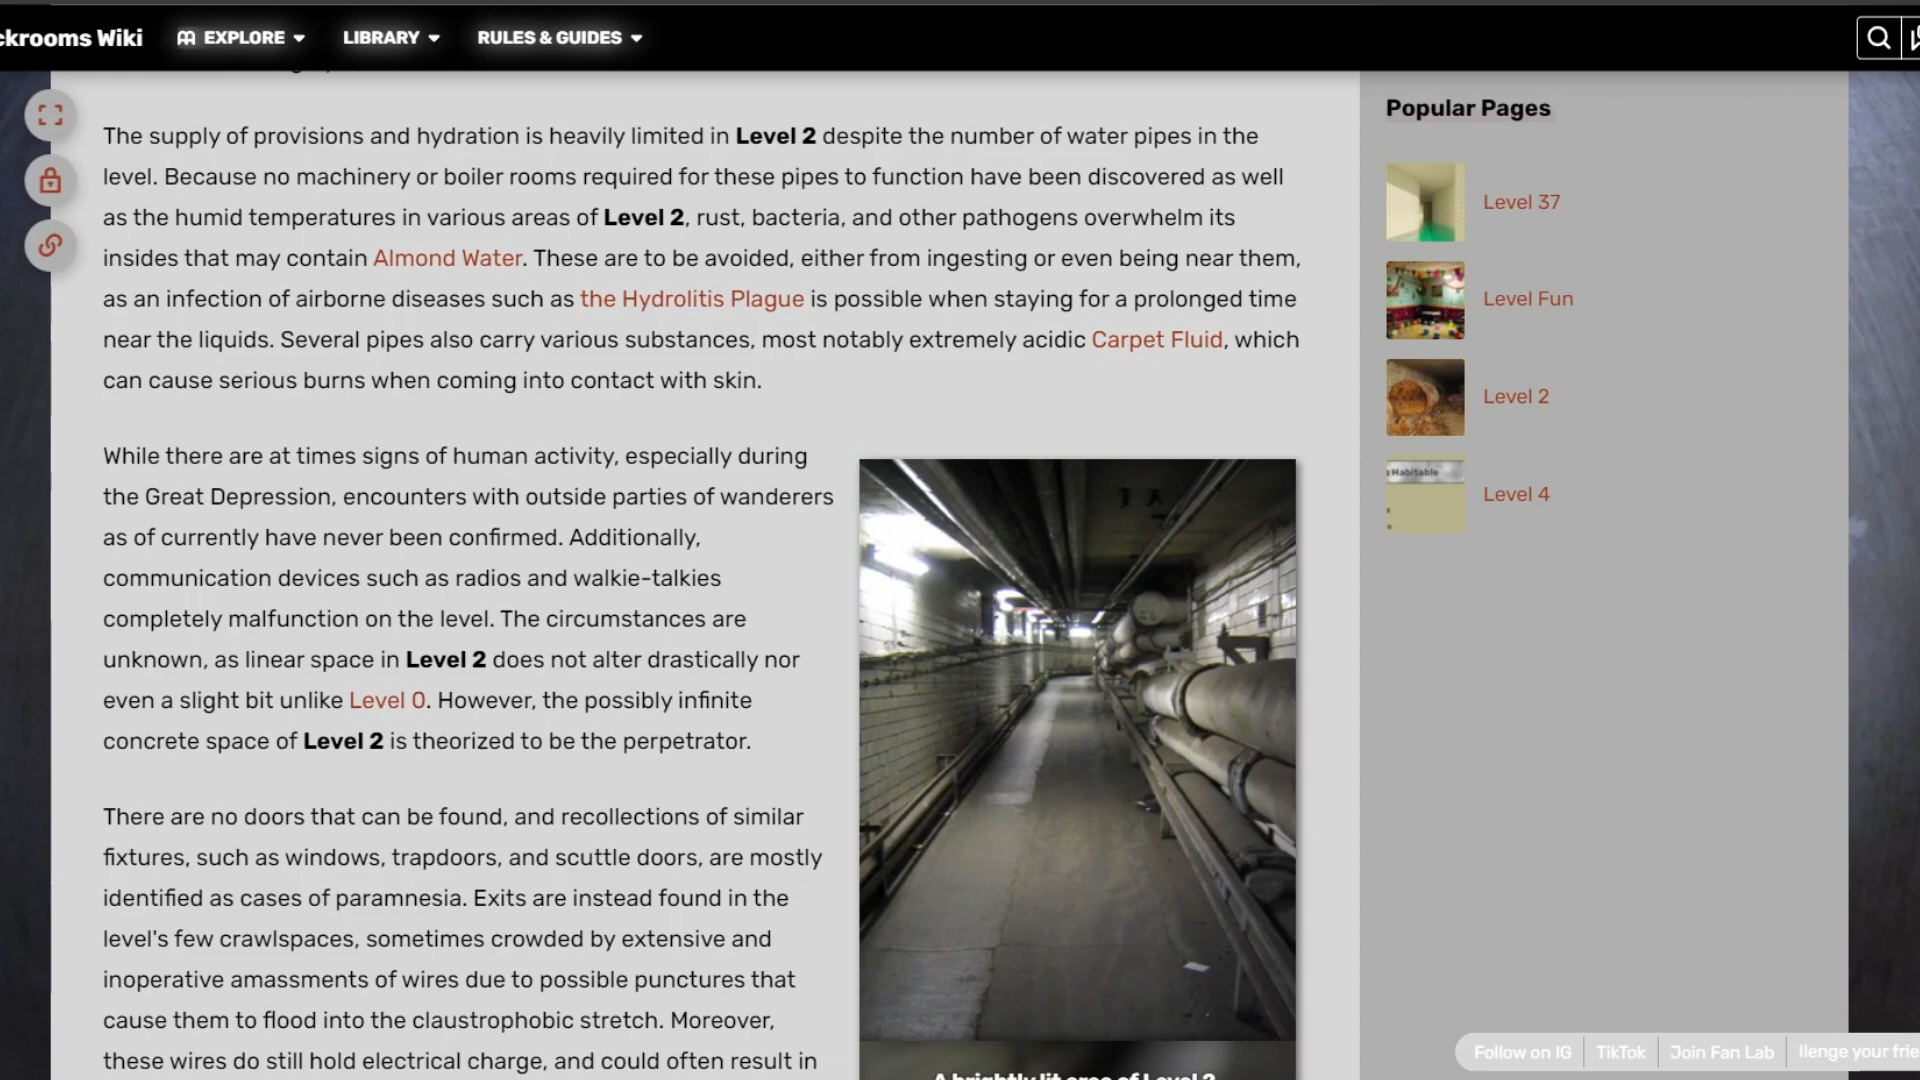 ckrooms Wiki
EXPLORE
LIBRARY
RULES & GUIDES
The supply of provisions and hydration is heavily limited in Level 2 despite the number of water pipes in the
level. Because no machinery or boiler rooms required for these pipes to function have been discovered as well
as the humid temperatures in various areas of Level 2, rust, bacteria, and other pathogens overwhelm its
insides that may contain Almond Water. These are to be avoided, either from ingesting or even being near them,
as an infection of airborne diseases such as the Hydrolitis Plague is possible when staying for a prolonged time
near the liquids. Several pipes also carry various substances, most notably extremely acidic Carpet Fluid, which
can cause serious burns when coming into contact with skin.
While there are at times signs of human activity, especially during
the Great Depression, encounters with outside parties of wanderers
as of currently have never been confirmed. Additionally,
communication devices such as radios and walkie-talkies
completely malfunction on the level. The circumstances are
unknown, as linear space in Level 2 does not alter drastically nor
even a slight bit unlike Level 0. However, the possibly infinite
concrete space of Level 2 is theorized to be the perpetrator.
There are no doors that can be found, and recollections of similar
fixtures, such as windows, trapdoors, and scuttle doors, are mostly
identified as cases of paramnesia. Exits are instead found in the
level's few crawlspaces, sometimes crowded by extensive and
inoperative amassments of wires due to possible punctures that
cause them to flood into the claustrophobic stretch. Moreover,
these wires do still hold electrical charge, and could often result in
A brightly lit area of Level 2
Popular Pages
Level 37
Level Fun
Level 2
Habitable
Level 4
Follow on IG
TikTok
Join Fan Lab
llenge your frie